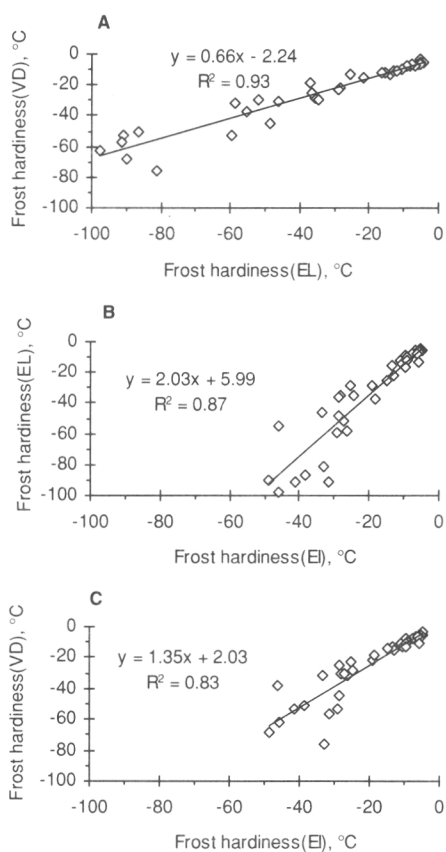 A
Frost hardiness(VD), °C
y = 0.66x - 2.24
R² = 0.93
0
-20
-40
-60
-80
-100
-100 -80 -60 -40 -20 0
Frost hardiness(EL), °C
B
Frost hardiness(EL), °C
y = 2.03x + 5.99
R² = 0.87
0
-20
-40
-60
-80
-100
-100 -80 -60 -40 -20 0
Frost hardiness(EI), °C
C
Frost hardiness(VD), °C
y = 1.35x + 2.03
R² = 0.83
0
-20
-40
-60
-80
-100
-100 -80 -60 -40 -20 0
Frost hardiness(EI), °C